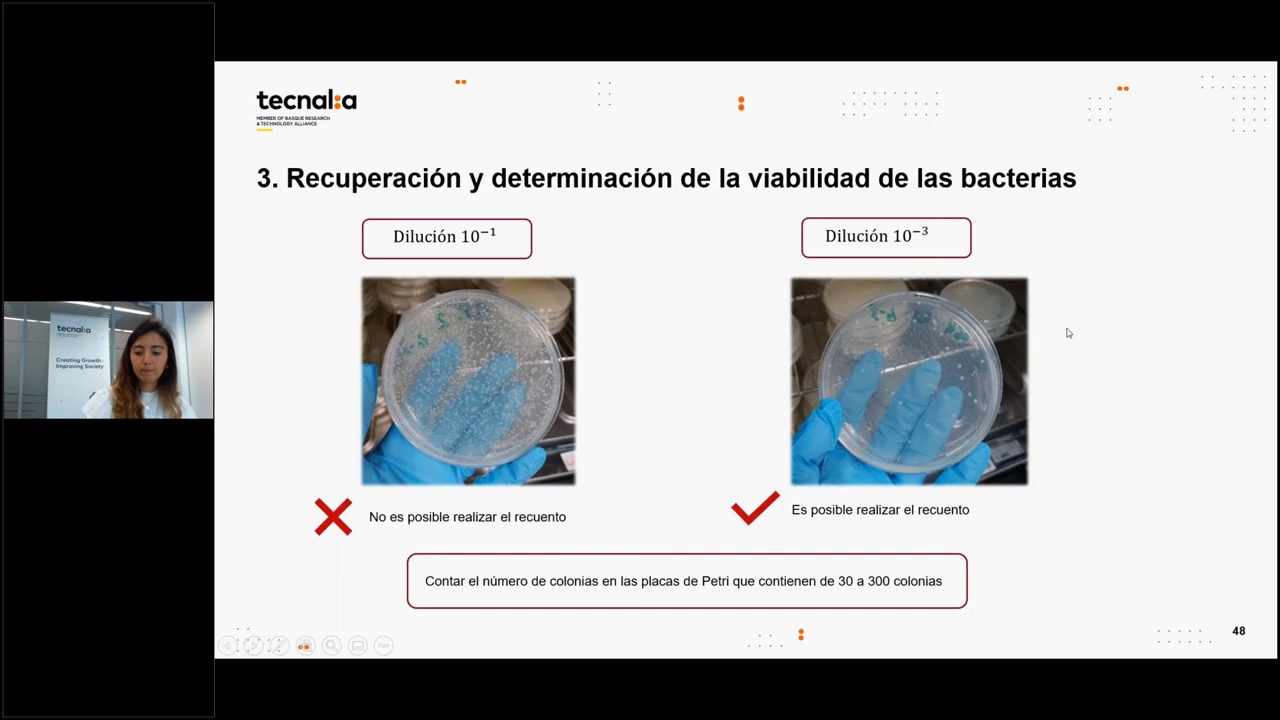 tecnal:a
MEMBER OF BASQUE RESEARCH
& TECHNOLOGY ALLIANCE
3. Recuperación y determinación de la viabilidad de las bacterias
Dilución 10⁻¹
Dilución 10⁻³
No es posible realizar el recuento
Es posible realizar el recuento
Contar el número de colonias en las placas de Petri que contienen de 30 a 300 colonias
48
tecnal:a
Creating Growth
Improving Society